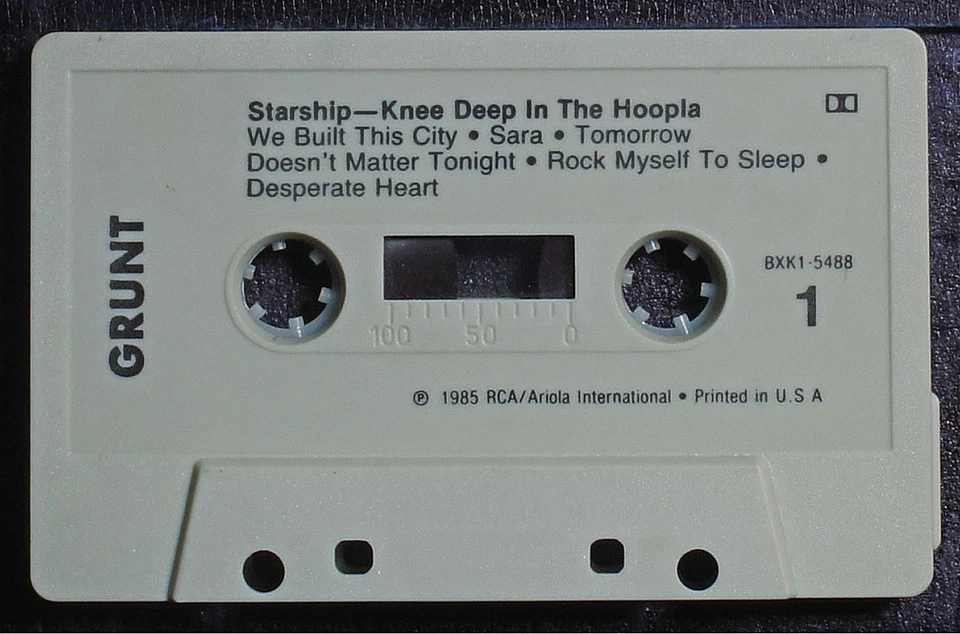 Starship—Knee Deep In The Hoopla
We Built This City • Sara • Tomorrow
Doesn't Matter Tonight • Rock Myself To Sleep •
Desperate Heart
GRUNT
BXK1-5488
1
100 50 0
℗ 1985 RCA/Ariola International • Printed in U.S A